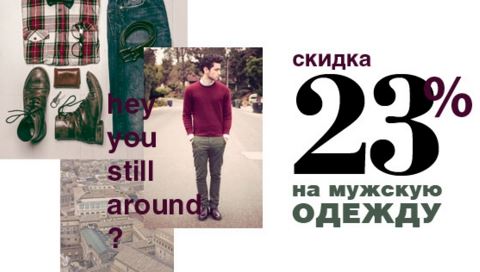 hey
you
still
around
?
скидка
23%
на мужскую
ОДЕЖДУ